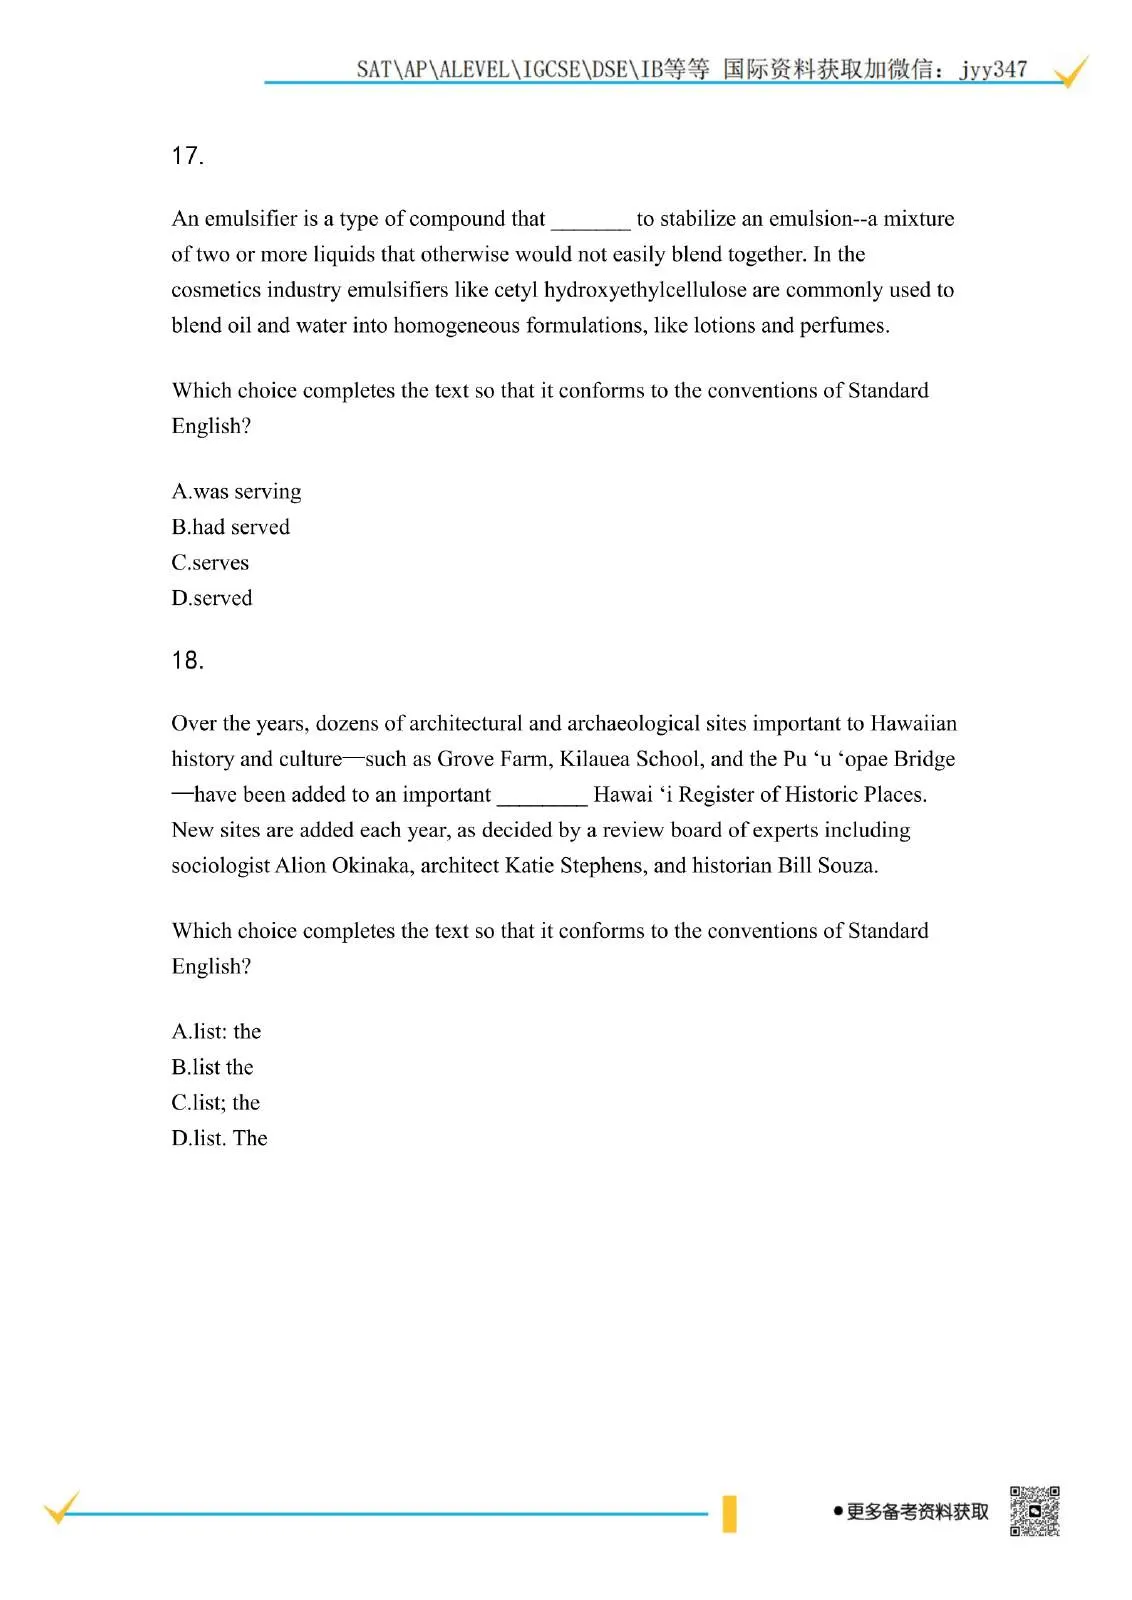 SAT\AP\ALEVEL\IGCSE\DSE\IB等等 国际资料获取加微信：jyy347
17.
An emulsifier is a type of compound that _______ to stabilize an emulsion--a mixture
of two or more liquids that otherwise would not easily blend together. In the
cosmetics industry emulsifiers like cetyl hydroxyethylcellulose are commonly used to
blend oil and water into homogeneous formulations, like lotions and perfumes.
Which choice completes the text so that it conforms to the conventions of Standard
English?
A.was serving
B.had served
C.serves
D.served
18.
Over the years, dozens of architectural and archaeological sites important to Hawaiian
history and culture—such as Grove Farm, Kilauea School, and the Pu ‘u ‘opae Bridge
—have been added to an important ________ Hawai ‘i Register of Historic Places.
New sites are added each year, as decided by a review board of experts including
sociologist Alion Okinaka, architect Katie Stephens, and historian Bill Souza.
Which choice completes the text so that it conforms to the conventions of Standard
English?
A.list: the
B.list the
C.list; the
D.list. The
●更多备考资料获取